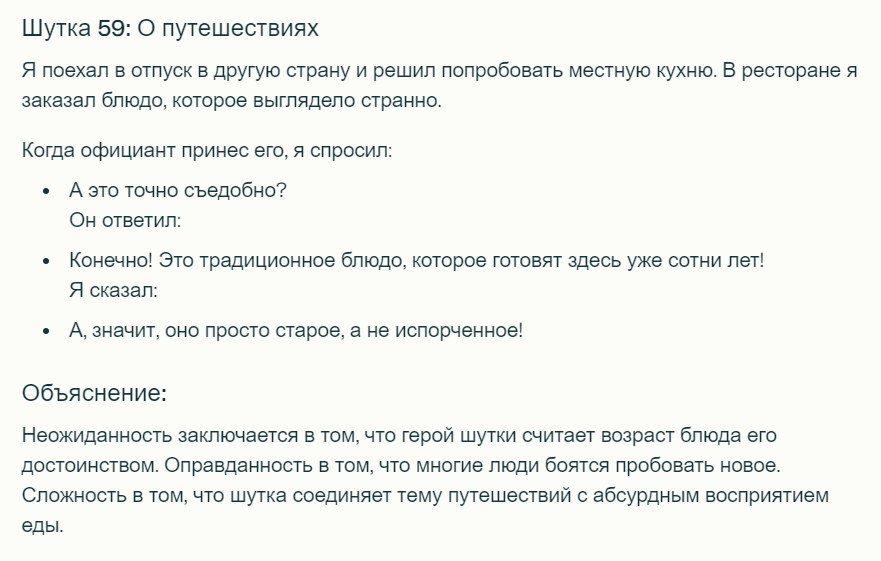 Шутка 59: О путешествиях
Я поехал в отпуск в другую страну и решил попробовать местную кухню. В ресторане я
заказал блюдо, которое выглядело странно.
Когда официант принес его, я спросил:
• А это точно съедобно?
Он ответил:
• Конечно! Это традиционное блюдо, которое готовят здесь уже сотни лет!
Я сказал:
• А, значит, оно просто старое, а не испорченное!
Объяснение:
Неожиданность заключается в том, что герой шутки считает возраст блюда его
достоинством. Оправданность в том, что многие люди боятся пробовать новое.
Сложность в том, что шутка соединяет тему путешествий с абсурдным восприятием
еды.